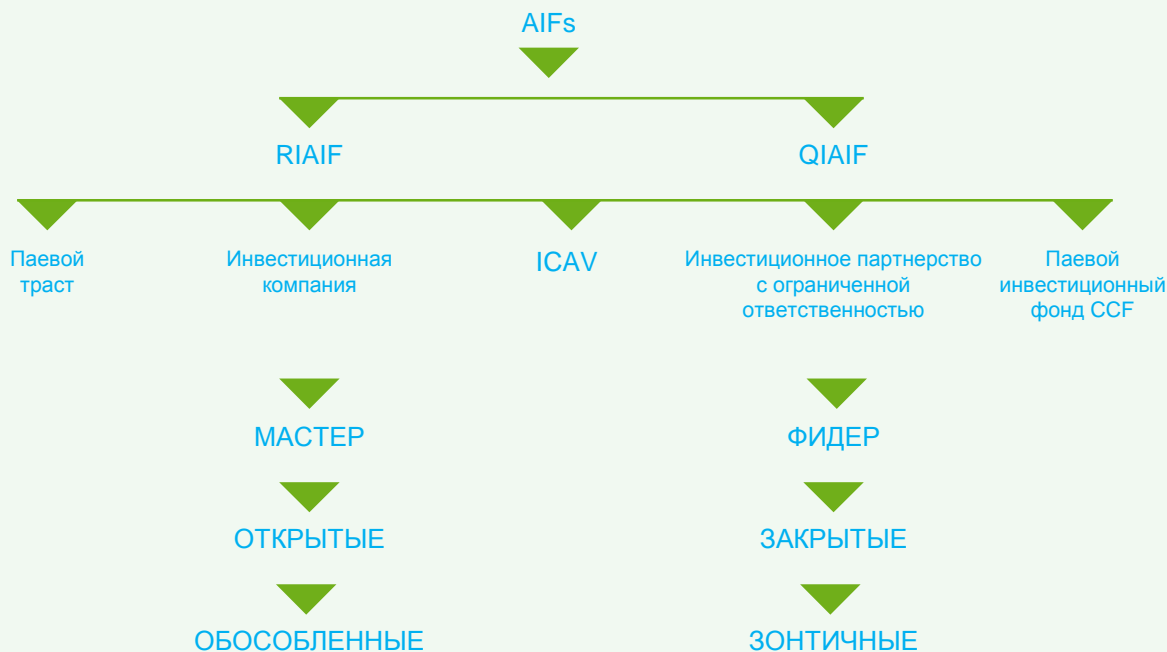 AIFs
RIAIF
QIAIF
Паевой
траст
Инвестиционная
компания
ICAV
Инвестиционное партнерство
с ограниченной
ответственностью
Паевой
инвестиционный
фонд CCF
МАСТЕР
ФИДЕР
ОТКРЫТЫЕ
ЗАКРЫТЫЕ
ОБОСОБЛЕННЫЕ
ЗОНТИЧНЫЕ